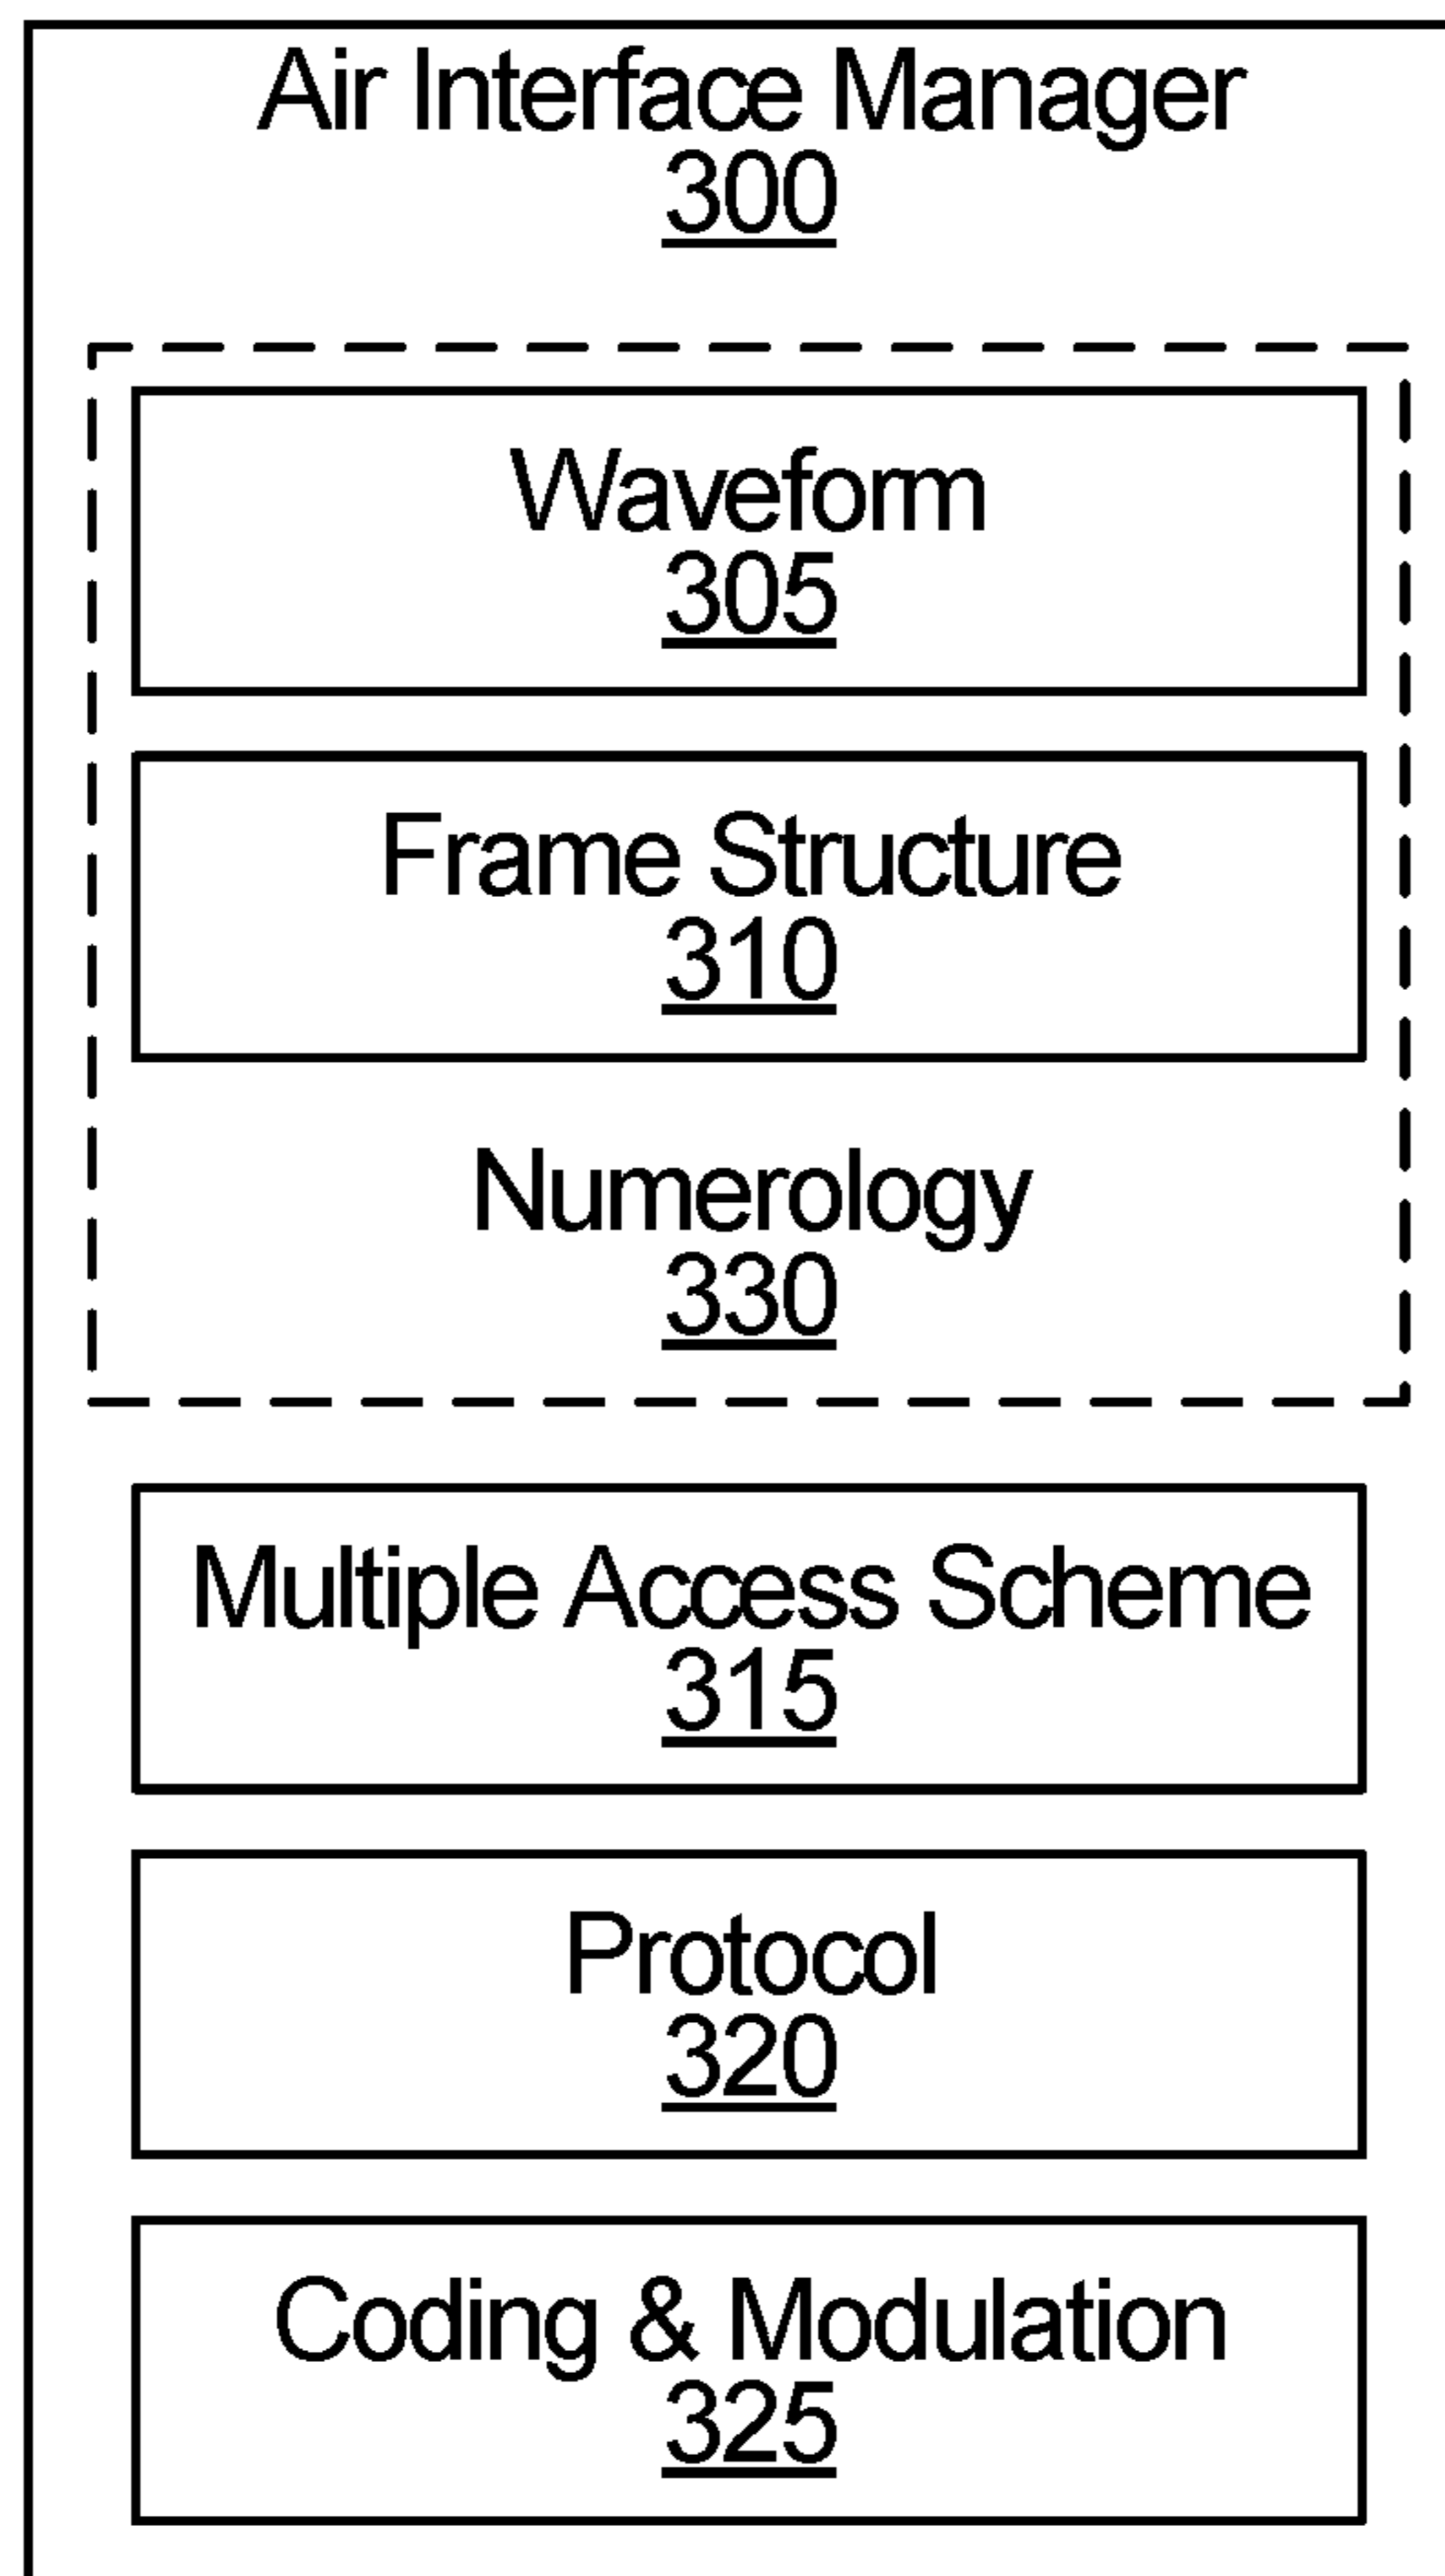 Air Interface Manager
300
Waveform
305
Frame Structure
310
Numerology
330
Multiple Access Scheme
315
Protocol
320
Coding & Modulation
325